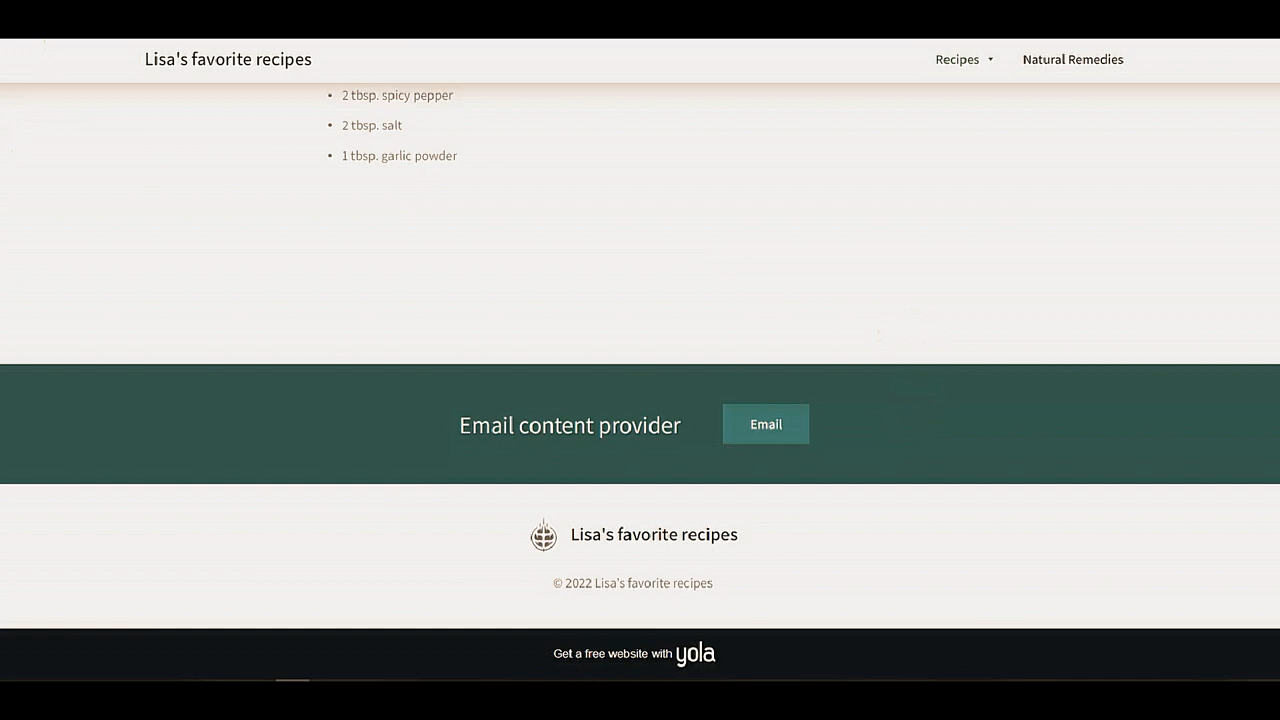 Lisa's favorite recipes
Recipes
Natural Remedies
• 2 tbsp. spicy pepper
• 2 tbsp. salt
• 1 tbsp. garlic powder
Email content provider
Email
Lisa's favorite recipes
© 2022 Lisa's favorite recipes
Get a free website with yola